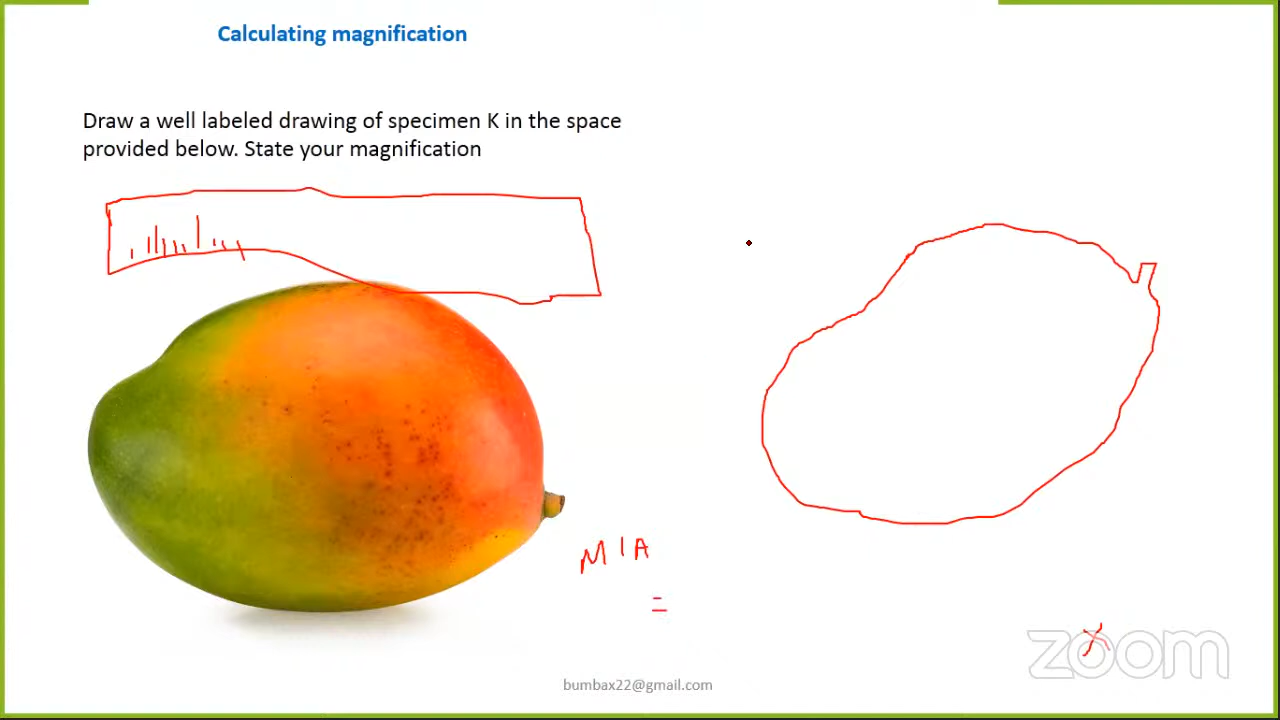 Calculating magnification
Draw a well labeled drawing of specimen K in the space
provided below. State your magnification
M I A
=
X
zoom
bumbax22@gmail.com